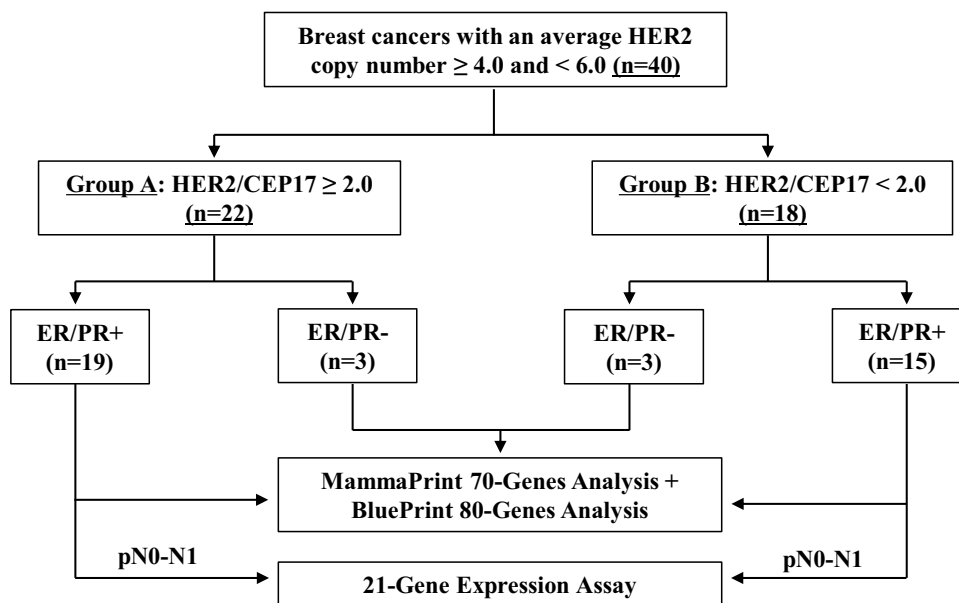 Breast cancers with an average HER2
copy number ≥ 4.0 and < 6.0 (n=40)
Group A: HER2/CEP17 ≥ 2.0
(n=22)
Group B: HER2/CEP17 < 2.0
(n=18)
ER/PR+
(n=19)
ER/PR-
(n=3)
ER/PR-
(n=3)
ER/PR+
(n=15)
MammaPrint 70-Genes Analysis +
BluePrint 80-Genes Analysis
pN0-N1
pN0-N1
21-Gene Expression Assay